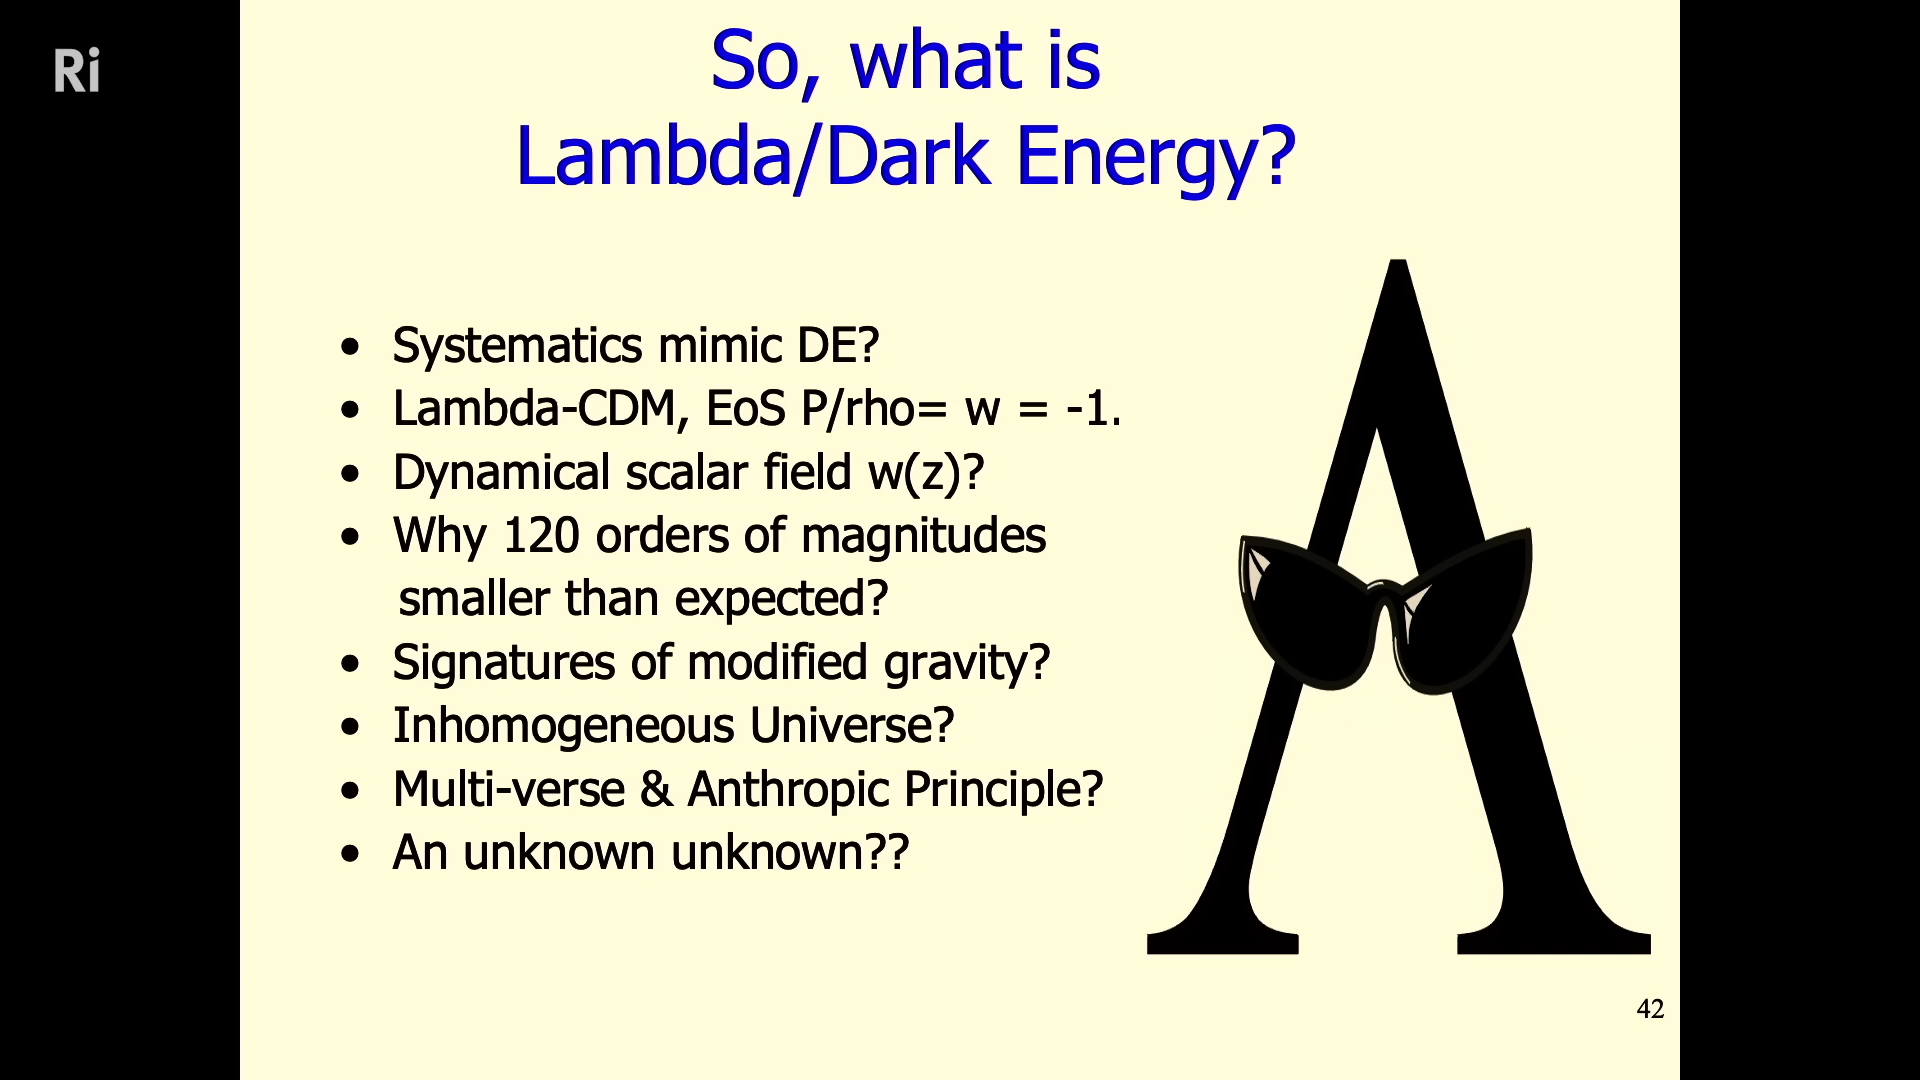 Ri
So, what is
Lambda/Dark Energy?
• Systematics mimic DE?
• Lambda-CDM, EoS P/rho= w = -1.
• Dynamical scalar field w(z)?
• Why 120 orders of magnitudes
smaller than expected?
• Signatures of modified gravity?
• Inhomogeneous Universe?
• Multi-verse & Anthropic Principle?
• An unknown unknown??
Λ
42